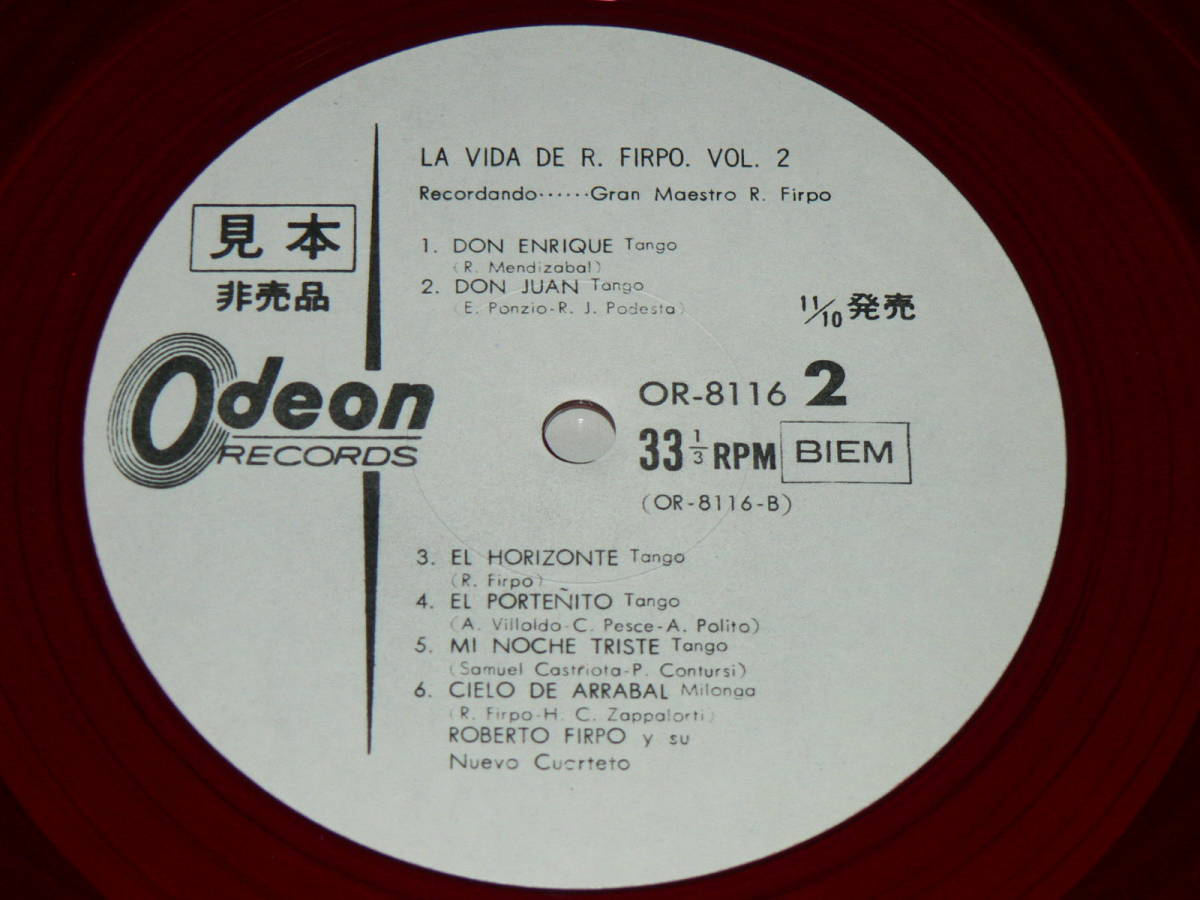 LA VIDA DE R. FIRPO. VOL. 2
Recordando······Gran Maestro R. Firpo
見本
非売品
1. DON ENRIQUE Tango
(R. Mendizabal)
2. DON JUAN Tango
(E. Ponzio-R. J. Podesta)
11/10 発売
Odeon
RECORDS
OR-8116 2
33 1/3 RPM BIEM
(OR-8116-B)
3. EL HORIZONTE Tango
(R. Firpo)
4. EL PORTEÑITO Tango
(A. Villoldo-C. Pesce-A. Polito)
5. MI NOCHE TRISTE Tango
(Samuel Castriota-P. Contursi)
6. CIELO DE ARRABAL Milonga
(R. Firpo-H. C. Zappalorti)
ROBERTO FIRPO y su
Nuevo Cucrteto